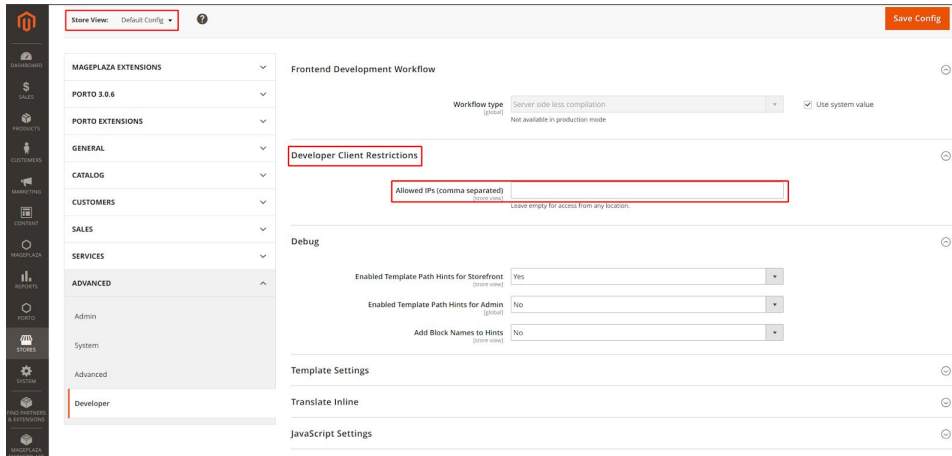 Store View: Default Config
?
Save Config
DASHBOARD
$
SALES
PRODUCTS
CUSTOMERS
MARKETING
CONTENT
MAGEPLAZA
REPORTS
PORTO
STORES
SYSTEM
FIND PARTNERS
& EXTENSIONS
MAGEPLAZA
MAGEPLAZA EXTENSIONS
PORTO 3.0.6
PORTO EXTENSIONS
GENERAL
CATALOG
CUSTOMERS
SALES
SERVICES
ADVANCED
Admin
System
Advanced
Developer
Frontend Development Workflow
Workflow type Server side less compilation Use system value
[global]
Not available in production mode
Developer Client Restrictions
Allowed IPs (comma separated)
[store view]
Leave empty for access from any location.
Debug
Enabled Template Path Hints for Storefront Yes
[store view]
Enabled Template Path Hints for Admin No
[global]
Add Block Names to Hints No
[store view]
Template Settings
Translate Inline
JavaScript Settings